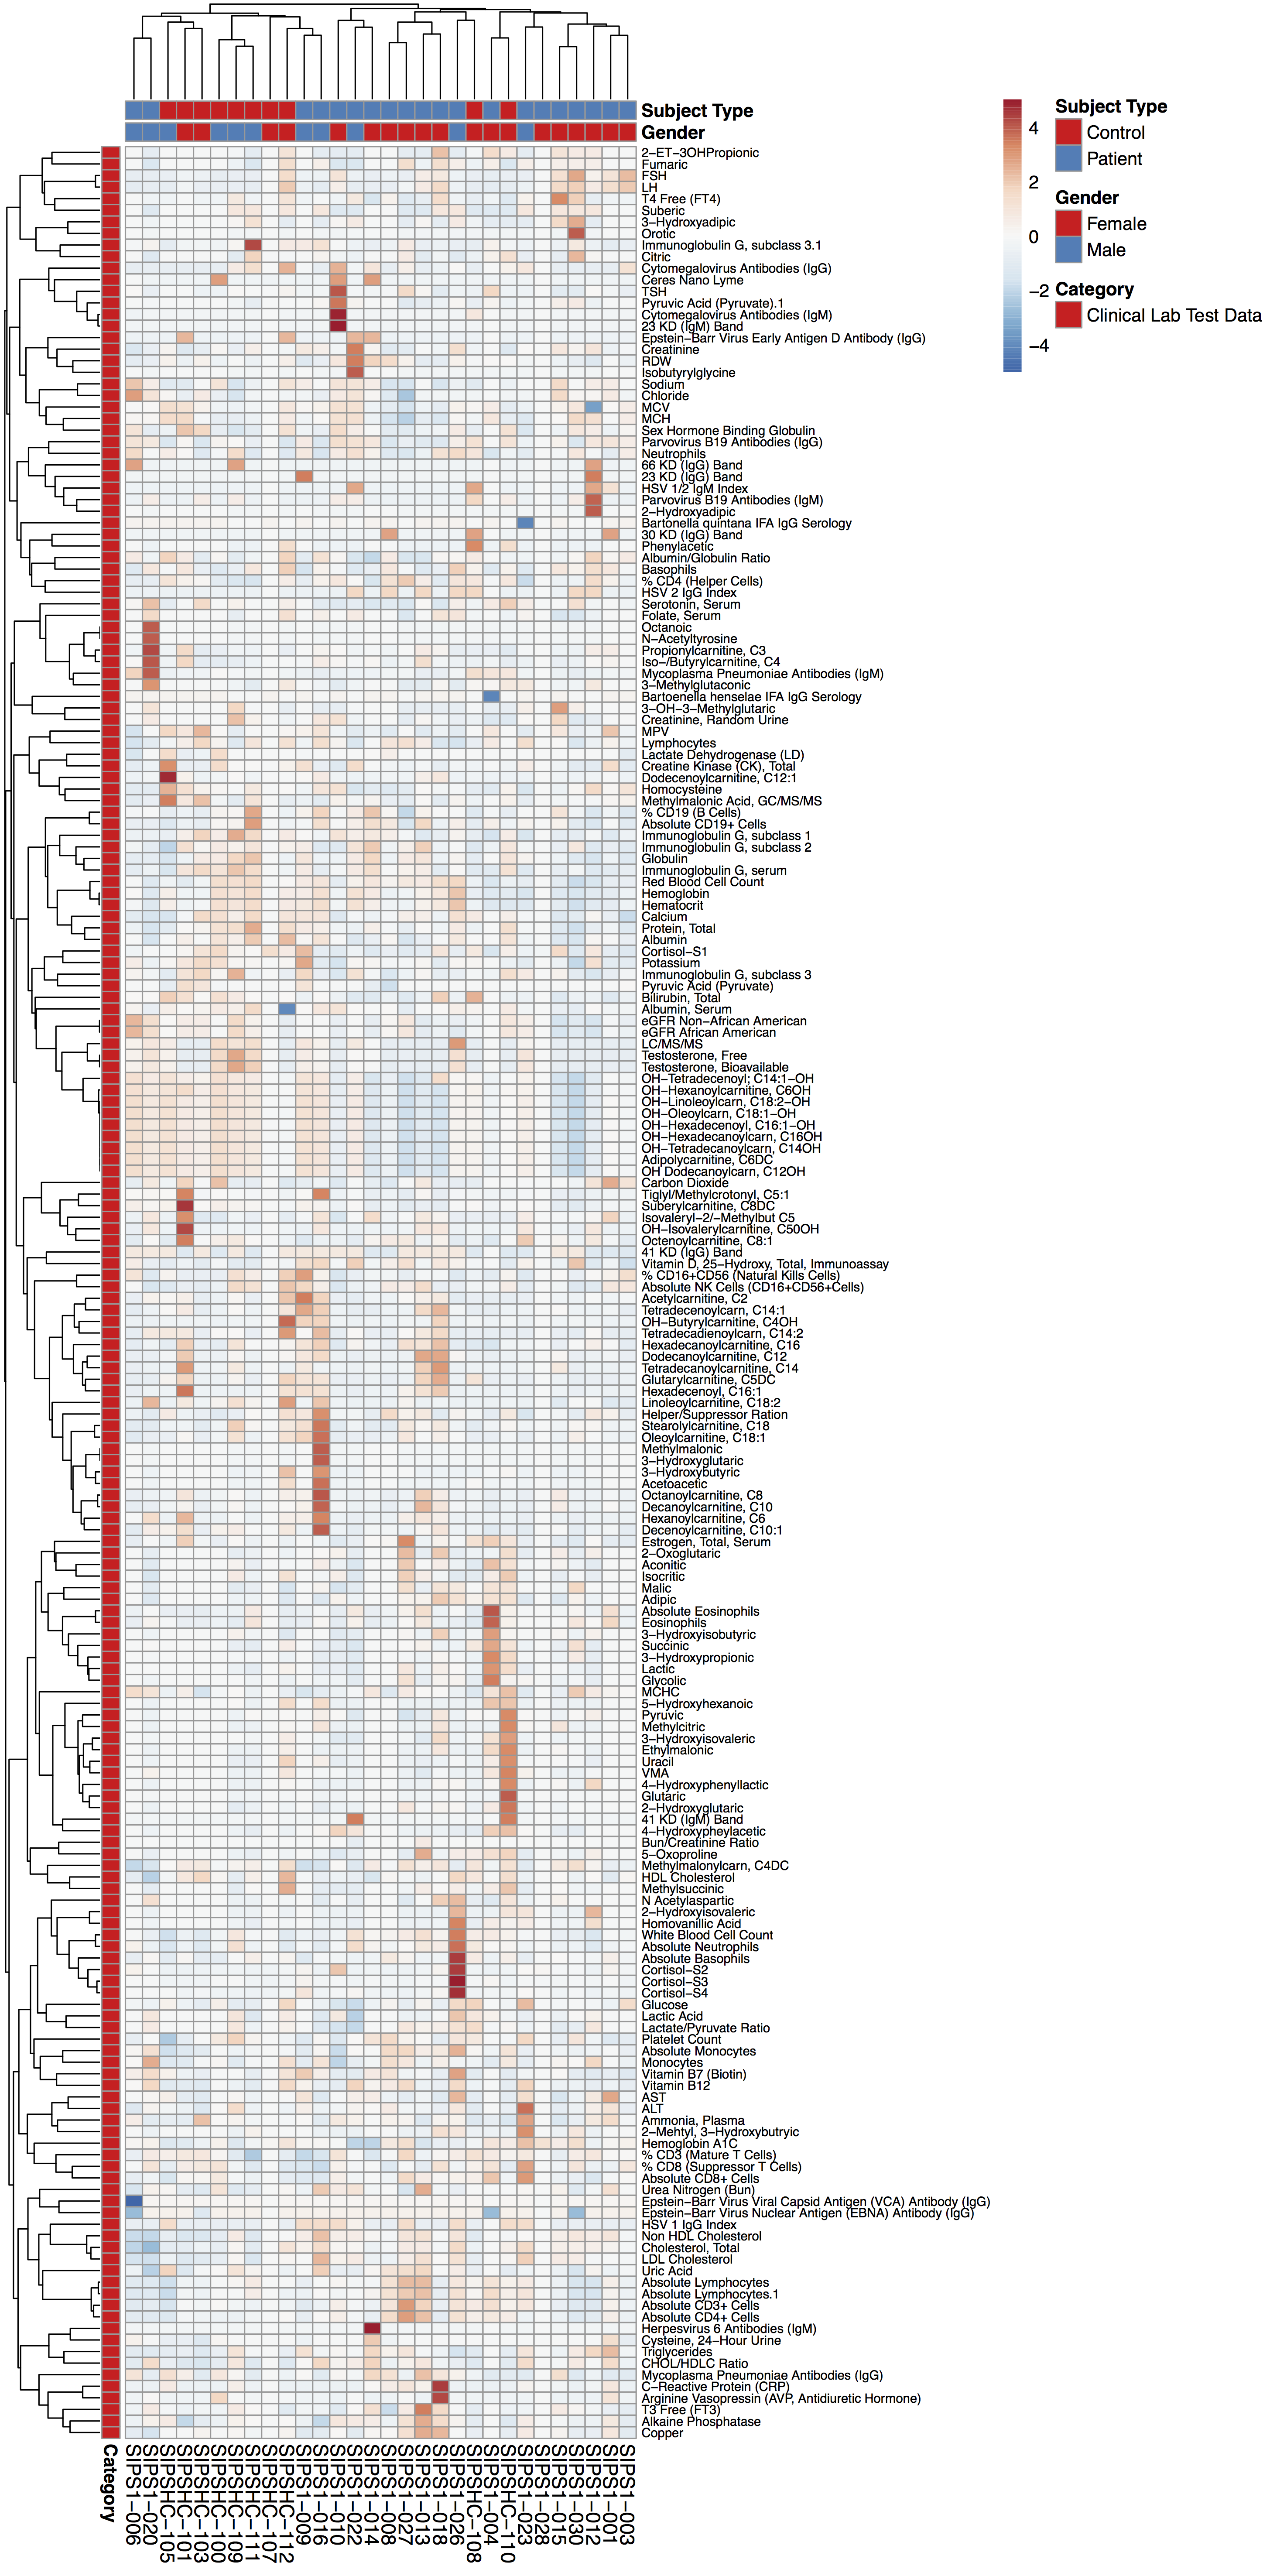 Subject Type
Gender
2−ET−3OHPropionic
Fumaric
FSH
LH
T4 Free (FT4)
Suberic
3−Hydroxyadipic
Orotic
Immunoglobulin G, subclass 3.1
Citric
Cytomegalovirus Antibodies (IgG)
Ceres Nano Lyme
TSH
Pyruvic Acid (Pyruvate).1
Cytomegalovirus Antibodies (IgM)
23 KD (IgM) Band
Epstein−Barr Virus Early Antigen D Antibody (IgG)
Creatinine
RDW
Isobutyrylglycine
Sodium
Chloride
MCV
MCH
Sex Hormone Binding Globulin
Parvovirus B19 Antibodies (IgG)
Neutrophils
66 KD (IgG) Band
23 KD (IgG) Band
HSV 1/2 IgM Index
Parvovirus B19 Antibodies (IgM)
2−Hydroxyadipic
Bartonella quintana IFA IgG Serology
30 KD (IgG) Band
Phenylacetic
Albumin/Globulin Ratio
Basophils
% CD4 (Helper Cells)
HSV 2 IgG Index
Serotonin, Serum
Folate, Serum
Octanoic
N−Acetyltyrosine
Propionylcarnitine, C3
Iso−/Butyrylcarnitine, C4
Mycoplasma Pneumoniae Antibodies (IgM)
3−Methylglutaconic
Bartoenella henselae IFA IgG Serology
3−OH−3−Methylglutaric
Creatinine, Random Urine
MPV
Lymphocytes
Lactate Dehydrogenase (LD)
Creatine Kinase (CK), Total
Dodecenoylcarnitine, C12:1
Homocysteine
Methylmalonic Acid, GC/MS/MS
% CD19 (B Cells)
Absolute CD19+ Cells
Immunoglobulin G, subclass 1
Immunoglobulin G, subclass 2
Globulin
Immunoglobulin G, serum
Red Blood Cell Count
Hemoglobin
Hematocrit
Calcium
Protein, Total
Albumin
Cortisol−S1
Potassium
Immunoglobulin G, subclass 3
Pyruvic Acid (Pyruvate)
Bilirubin, Total
Albumin, Serum
eGFR Non−African American
eGFR African American
LC/MS/MS
Testosterone, Free
Testosterone, Bioavailable
OH−Tetradecenoyl; C14:1−OH
OH−Hexanoylcarnitine, C6OH
OH−Linoleoylcarn, C18:2−OH
OH−Oleoylcarn, C18:1−OH
OH−Hexadecenoyl, C16:1−OH
OH−Hexadecanoylcarn, C16OH
OH−Tetradecanoylcarn, C14OH
Adipolycarnitine, C6DC
OH Dodecanoylcarn, C12OH
Carbon Dioxide
Tiglyl/Methylcrotonyl, C5:1
Suberylcarnitine, C8DC
Isovaleryl−2/−Methylbut C5
OH−Isovalerylcarnitine, C50OH
Octenoylcarnitine, C8:1
41 KD (IgG) Band
Vitamin D, 25−Hydroxy, Total, Immunoassay
% CD16+CD56 (Natural Kills Cells)
Absolute NK Cells (CD16+CD56+Cells)
Acetylcarnitine, C2
Tetradecenoylcarn, C14:1
OH−Butyrylcarnitine, C4OH
Tetradecadienoylcarn, C14:2
Hexadecanoylcarnitine, C16
Dodecanoylcarnitine, C12
Tetradecanoylcarnitine, C14
Glutarylcarnitine, C5DC
Hexadecenoyl, C16:1
Linoleoylcarnitine, C18:2
Helper/Suppressor Ration
Stearolylcarnitine, C18
Oleoylcarnitine, C18:1
Methylmalonic
3−Hydroxyglutaric
3−Hydroxybutyric
Acetoacetic
Octanoylcarnitine, C8
Decanoylcarnitine, C10
Hexanoylcarnitine, C6
Decenoylcarnitine, C10:1
Estrogen, Total, Serum
2−Oxoglutaric
Aconitic
Isocitric
Malic
Adipic
Absolute Eosinophils
Eosinophils
3−Hydroxyisobutyric
Succinic
3−Hydroxypropionic
Lactic
Glycolic
MCHC
5−Hydroxyhexanoic
Pyruvic
Methylcitric
3−Hydroxyisovaleric
Ethylmalonic
Uracil
VMA
4−Hydroxyphenyllactic
Glutaric
2−Hydroxyglutaric
41 KD (IgM) Band
4−Hydroxypheylacetic
Bun/Creatinine Ratio
5−Oxoproline
Methylmalonylcarn, C4DC
HDL Cholesterol
Methylsuccinic
N Acetylaspartic
2−Hydroxyisovaleric
Homovanillic Acid
White Blood Cell Count
Absolute Neutrophils
Absolute Basophils
Cortisol−S2
Cortisol−S3
Cortisol−S4
Glucose
Lactic Acid
Lactate/Pyruvate Ratio
Platelet Count
Absolute Monocytes
Monocytes
Vitamin B7 (Biotin)
Vitamin B12
AST
ALT
Ammonia, Plasma
2−Mehtyl, 3−Hydroxybutryic
Hemoglobin A1C
% CD3 (Mature T Cells)
% CD8 (Suppressor T Cells)
Absolute CD8+ Cells
Urea Nitrogen (Bun)
Epstein−Barr Virus Viral Capsid Antigen (VCA) Antibody (IgG)
Epstein−Barr Virus Nuclear Antigen (EBNA) Antibody (IgG)
HSV 1 IgG Index
Non HDL Cholesterol
Cholesterol, Total
LDL Cholesterol
Uric Acid
Absolute Lymphocytes
Absolute Lymphocytes.1
Absolute CD3+ Cells
Absolute CD4+ Cells
Herpesvirus 6 Antibodies (IgM)
Cysteine, 24−Hour Urine
Triglycerides
CHOL/HDLC Ratio
Mycoplasma Pneumoniae Antibodies (IgG)
C−Reactive Protein (CRP)
Arginine Vasopressin (AVP, Antidiuretic Hormone)
T3 Free (FT3)
Alkaine Phosphatase
Copper
Category
SIPS1−006
SIPS1−020
SIPSHC−105
SIPSHC−101
SIPSHC−103
SIPSHC−100
SIPSHC−109
SIPSHC−111
SIPSHC−107
SIPSHC−112
SIPS1−009
SIPS1−016
SIPS1−010
SIPS1−022
SIPS1−014
SIPS1−008
SIPS1−027
SIPS1−013
SIPS1−018
SIPS1−026
SIPSHC−108
SIPS1−004
SIPSHC−110
SIPS1−023
SIPS1−028
SIPS1−015
SIPS1−030
SIPS1−012
SIPS1−001
SIPS1−003
4
2
0
−2
−4
Subject Type
Control
Patient
Gender
Female
Male
Category
Clinical Lab Test Data